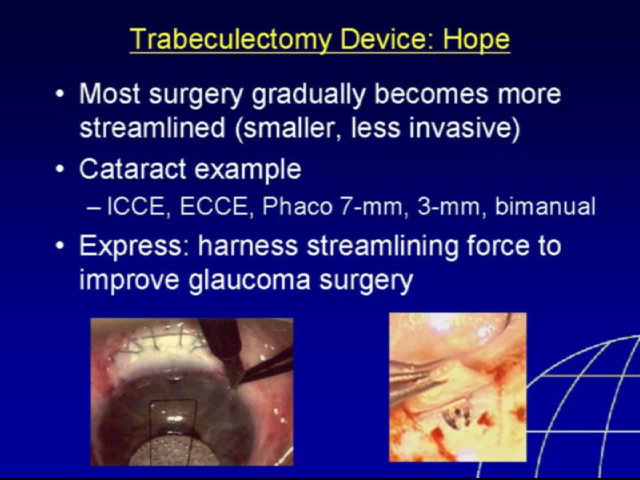 Trabeculectomy Device: Hope
• Most surgery gradually becomes more
streamlined (smaller, less invasive)
• Cataract example
– ICCE, ECCE, Phaco 7-mm, 3-mm, bimanual
• Express: harness streamlining force to
improve glaucoma surgery